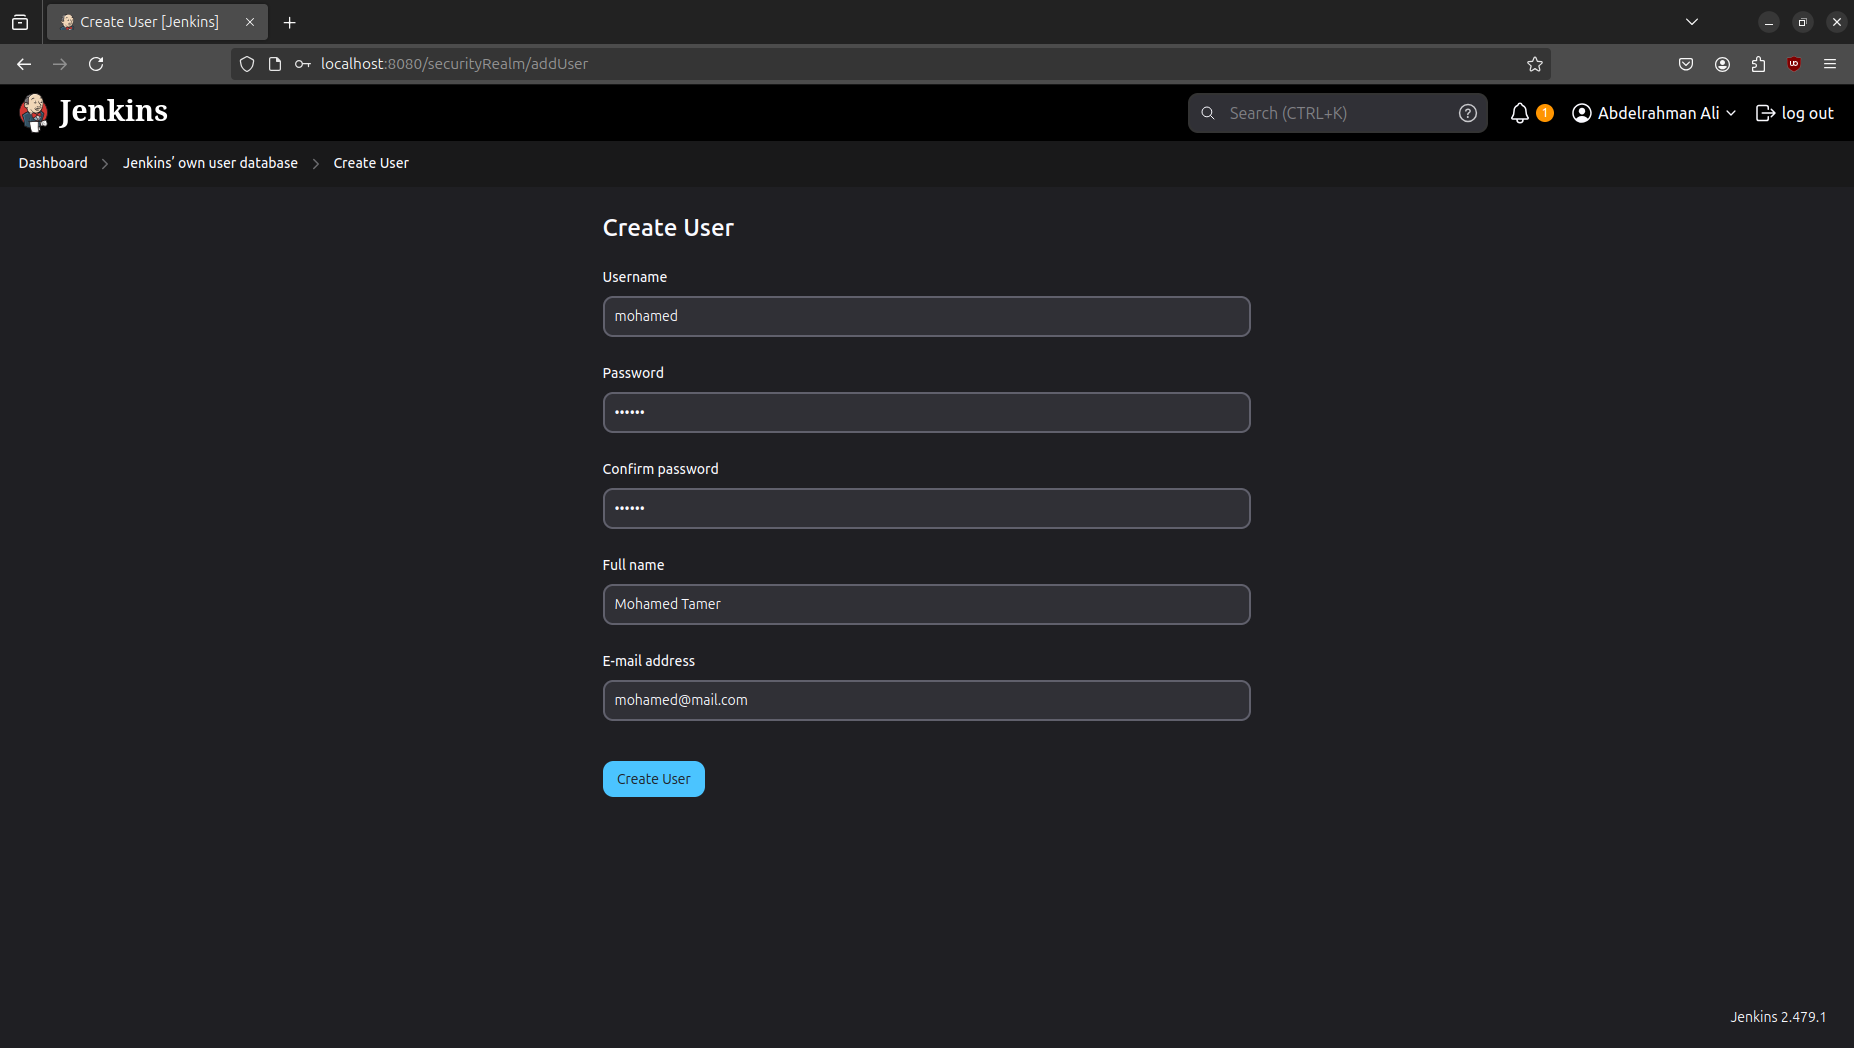 Create User [Jenkins]
localhost:8080/securityRealm/addUser
Jenkins
Search (CTRL+K)
1
Abdelrahman Ali
log out
Dashboard
Jenkins’ own user database
Create User
Create User
Username
mohamed
Password
••••••
Confirm password
••••••
Full name
Mohamed Tamer
E-mail address
mohamed@mail.com
Create User
Jenkins 2.479.1